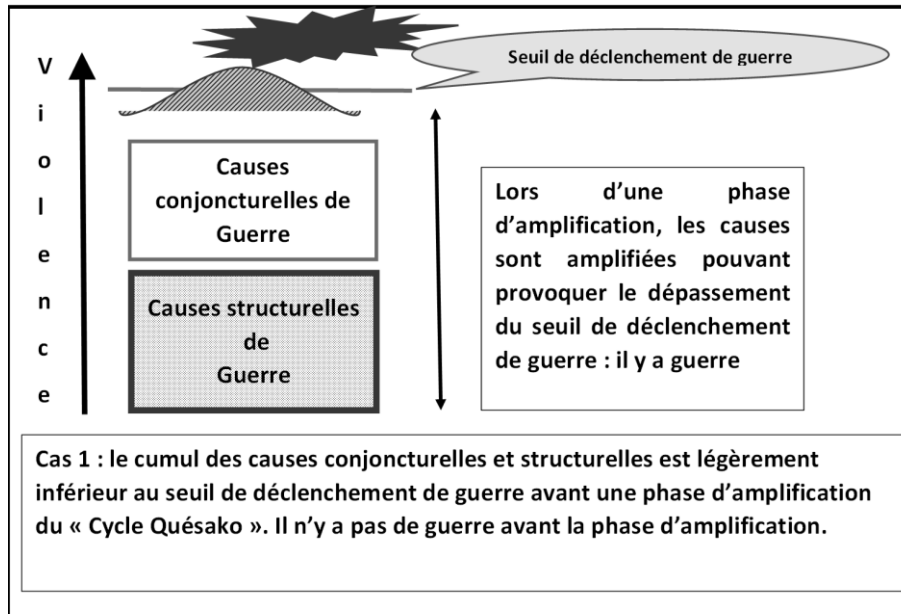 Seuil de déclenchement de guerre
V
i
o
l
e
n
c
e
Causes
conjoncturelles de
Guerre
Causes structurelles
de
Guerre
Lors d’une phase
d’amplification, les causes
sont amplifiées pouvant
provoquer le dépassement
du seuil de déclenchement
de guerre : il y a guerre
Cas 1 : le cumul des causes conjoncturelles et structurelles est légèrement
inférieur au seuil de déclenchement de guerre avant une phase d’amplification
du « Cycle Quésako ». Il n’y a pas de guerre avant la phase d’amplification.